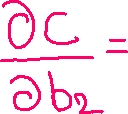 ∂C/∂b₂ =